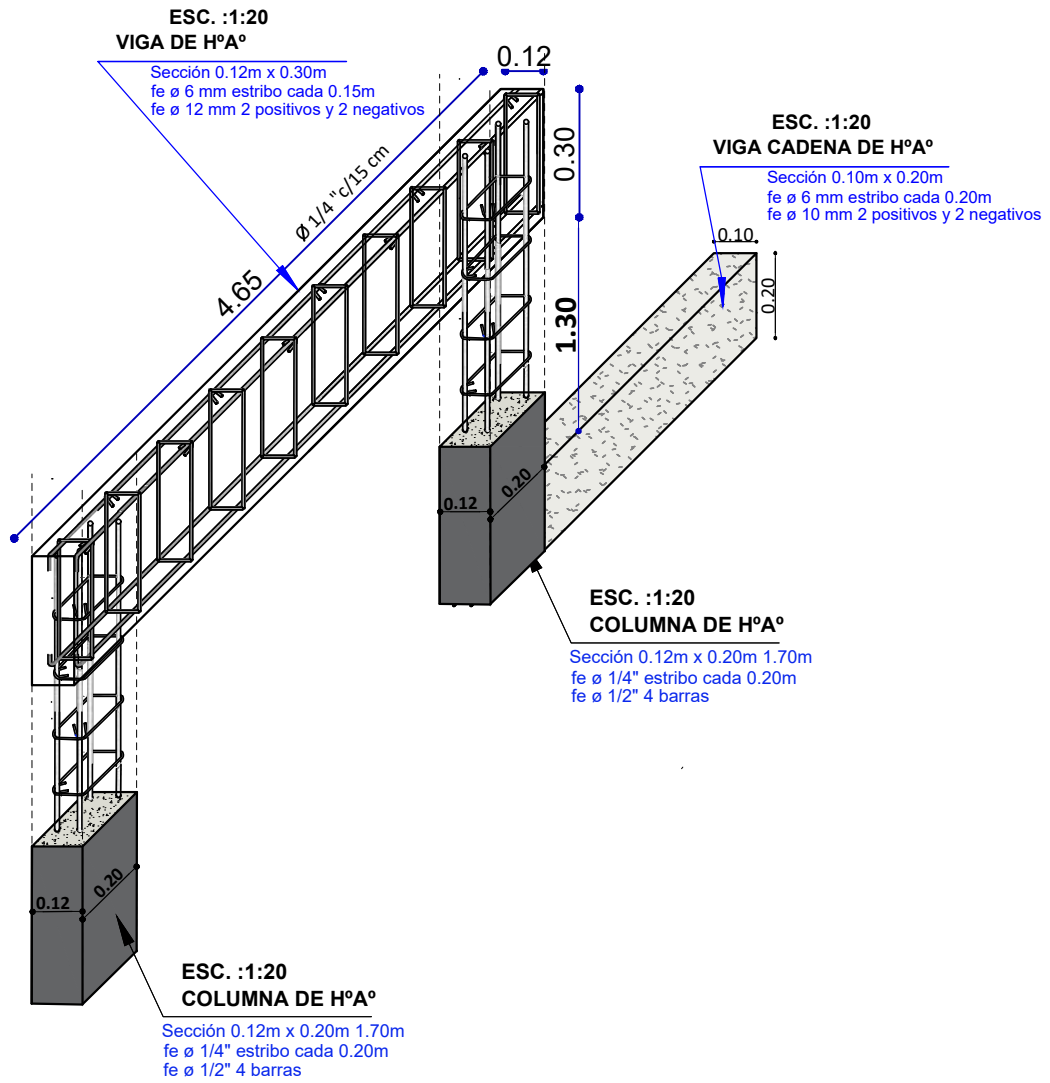 ESC. :1:20
VIGA DE HºAº
Sección 0.12m x 0.30m
fe ø 6 mm estribo cada 0.15m
fe ø 12 mm 2 positivos y 2 negativos
0.12
0.30
Ø 1/4 "c/15 cm
4.65
1.30
ESC. :1:20
VIGA CADENA DE HºAº
Sección 0.10m x 0.20m
fe ø 6 mm estribo cada 0.20m
fe ø 10 mm 2 positivos y 2 negativos
0.10
0.20
0.12
0.20
ESC. :1:20
COLUMNA DE HºAº
Sección 0.12m x 0.20m 1.70m
fe ø 1/4" estribo cada 0.20m
fe ø 1/2" 4 barras
0.12
0.20
ESC. :1:20
COLUMNA DE HºAº
Sección 0.12m x 0.20m 1.70m
fe ø 1/4" estribo cada 0.20m
fe ø 1/2" 4 barras